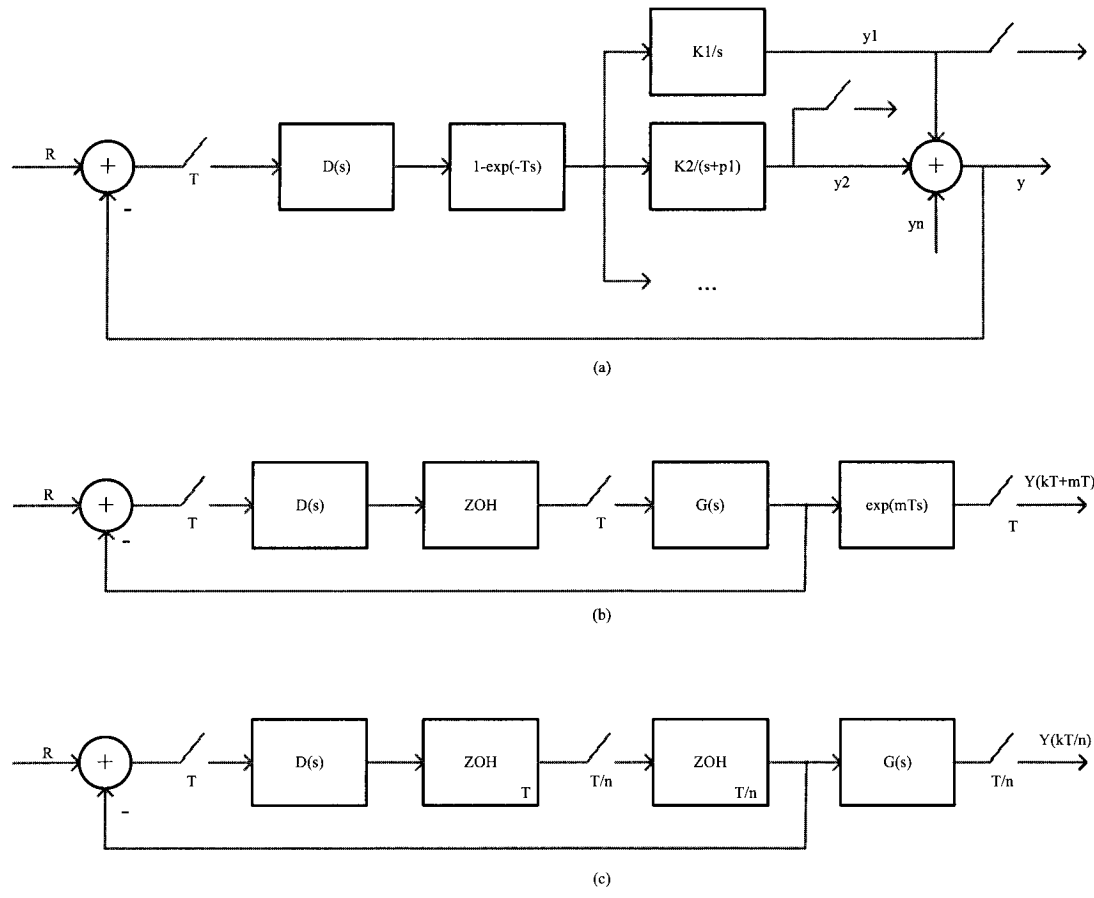 K1/s
y1
R
+
T
D(s)
1-exp(-Ts)
K2/(s+p1)
y2
+
y
-
yn
...
(a)
R
+
T
D(s)
ZOH
T
G(s)
exp(mTs)
T
Y(kT+mT)
-
(b)
R
+
T
D(s)
ZOH
T
T/n
ZOH
T/n
G(s)
T/n
Y(kT/n)
-
(c)